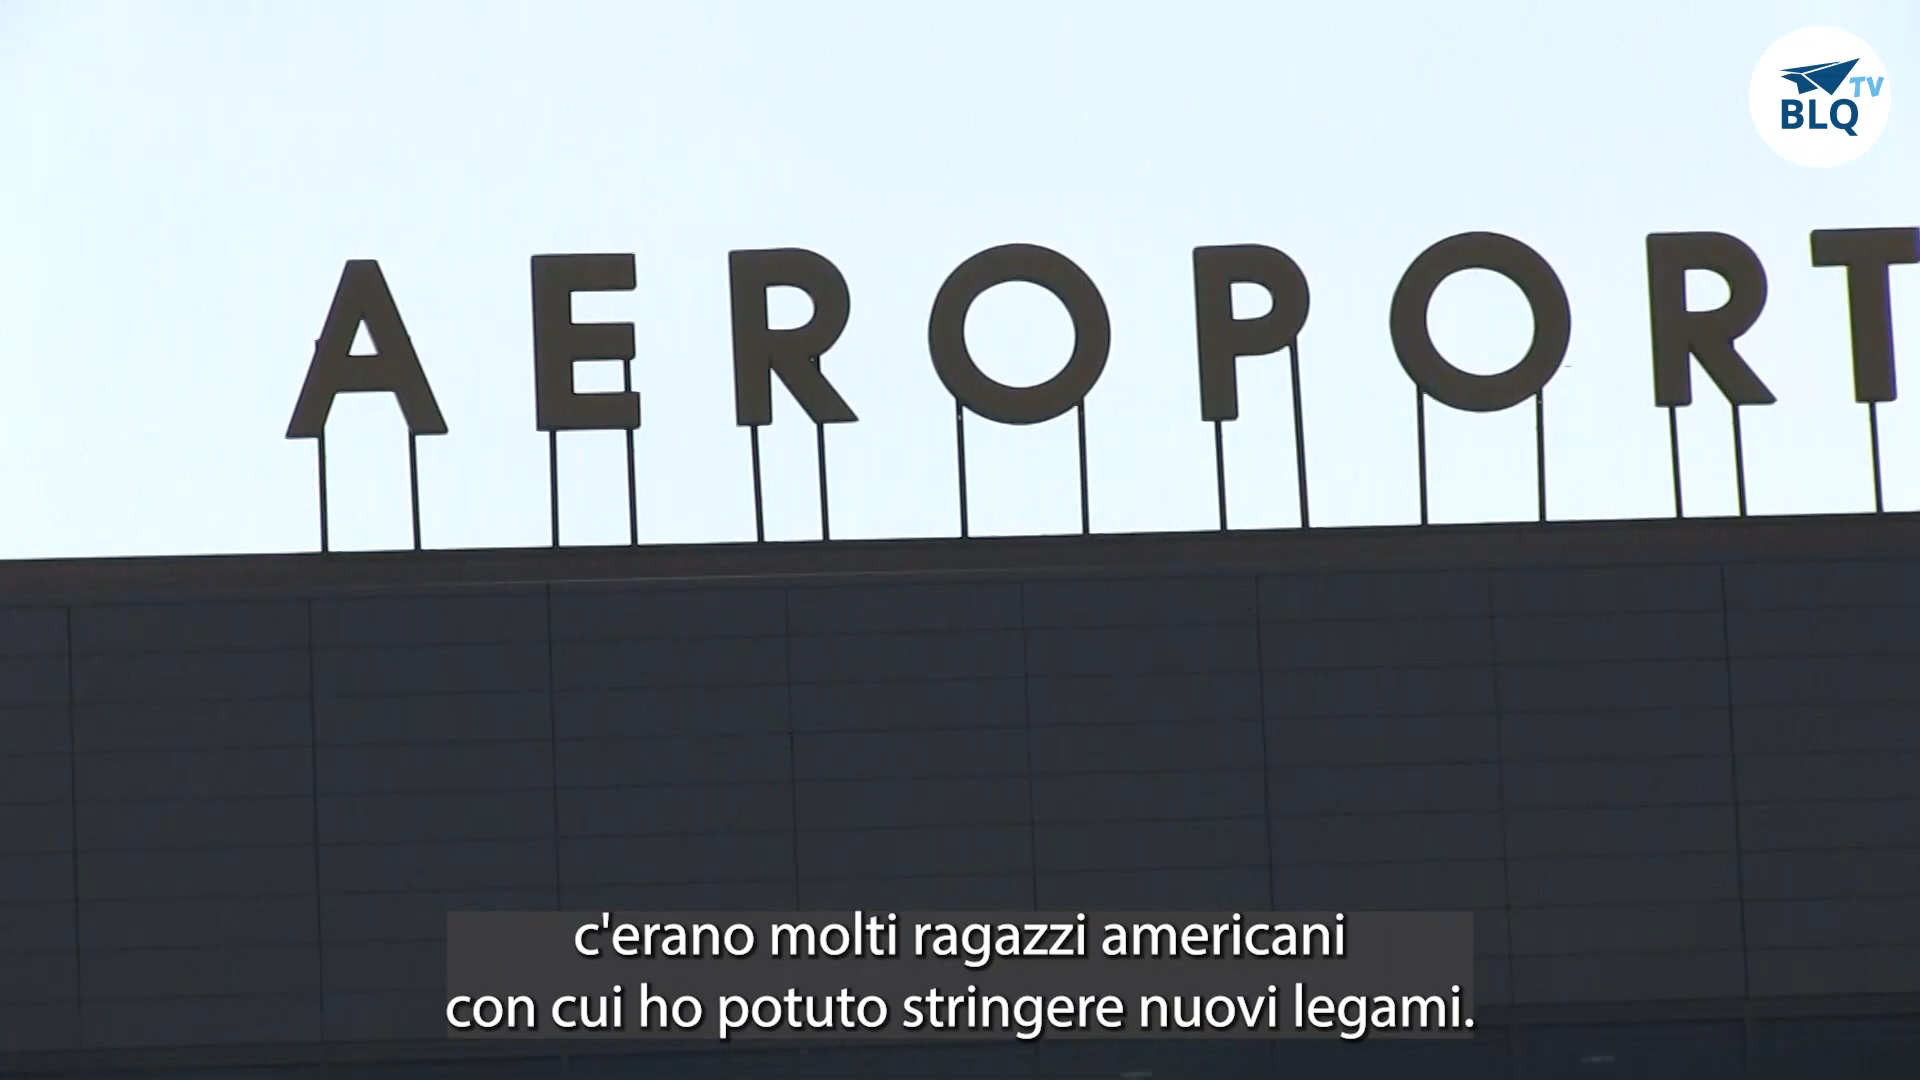 TV
BLQ
AEROPORT
c'erano molti ragazzi americani
con cui ho potuto stringere nuovi legami.